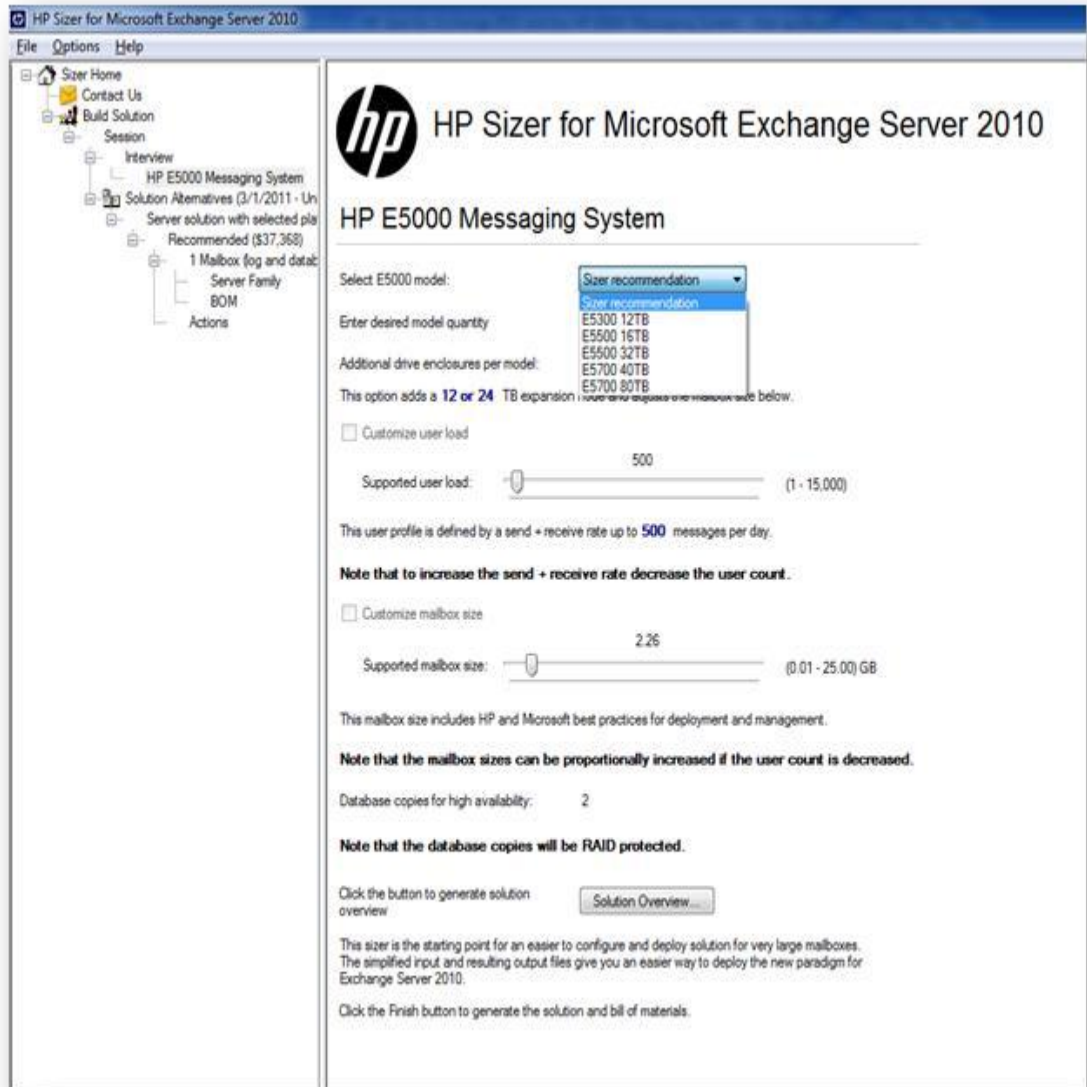 HP Sizer for Microsoft Exchange Server 2010
File Options Help
Sizer Home
Contact Us
Build Solution
Session
Interview
HP E5000 Messaging System
Solution Alternatives (3/1/2011 - Un
Server solution with selected pla
Recommended ($37,368)
1 Mailbox (log and datab
Server Family
BOM
Actions
hp HP Sizer for Microsoft Exchange Server 2010
HP E5000 Messaging System
Select E5000 model: Sizer recommendation
Sizer recommendation
E5300 12TB
E5500 16TB
E5500 32TB
E5700 40TB
E5700 80TB
Enter desired model quantity
Additional drive enclosures per model:
This option adds a 12 or 24 TB expansion node and adjusts the mailbox size below.
Customize user load
500
Supported user load: (1 - 15,000)
This user profile is defined by a send + receive rate up to 500 messages per day.
Note that to increase the send + receive rate decrease the user count.
Customize mailbox size
2.26
Supported mailbox size: (0.01 - 25.00) GB
This mailbox size includes HP and Microsoft best practices for deployment and management.
Note that the mailbox sizes can be proportionally increased if the user count is decreased.
Database copies for high availability: 2
Note that the database copies will be RAID protected.
Click the button to generate solution
overview
Solution Overview...
This sizer is the starting point for an easier to configure and deploy solution for very large mailboxes.
The simplified input and resulting output files give you an easier way to deploy the new paradigm for
Exchange Server 2010.
Click the Finish button to generate the solution and bill of materials.